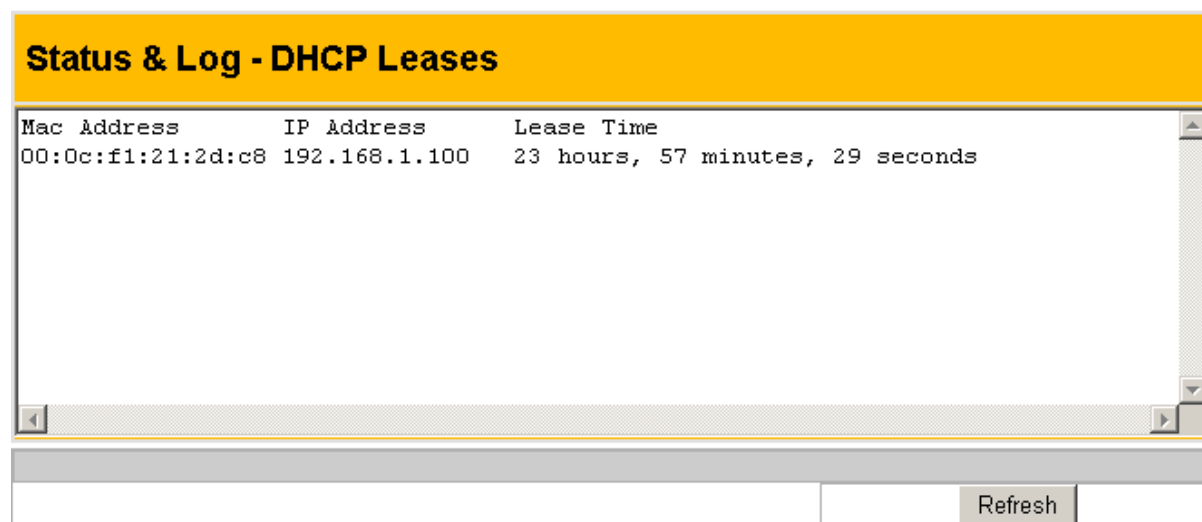 Status & Log - DHCP Leases
Mac Address IP Address Lease Time
00:0c:f1:21:2d:c8 192.168.1.100 23 hours, 57 minutes, 29 seconds
Refresh